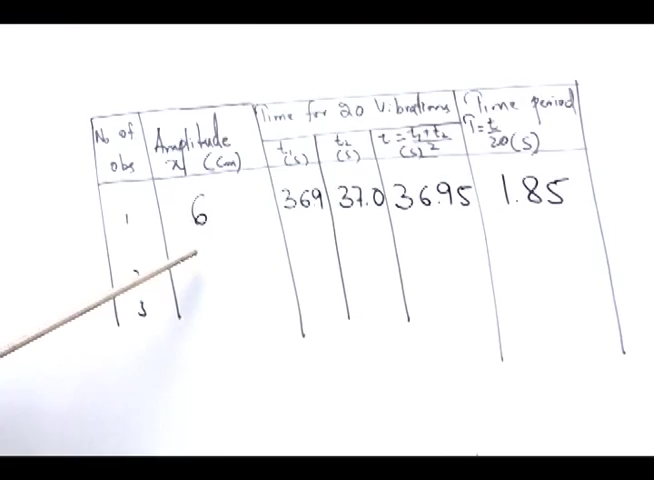 No of obs
Amplitude x (cm)
Time for 20 Vibrations
t₁ (s)
t₂ (s)
t = t₁+t₂/2 (s)
Time period T = t/20 (s)
1 6 36.9 37.0 36.95 1.85
3